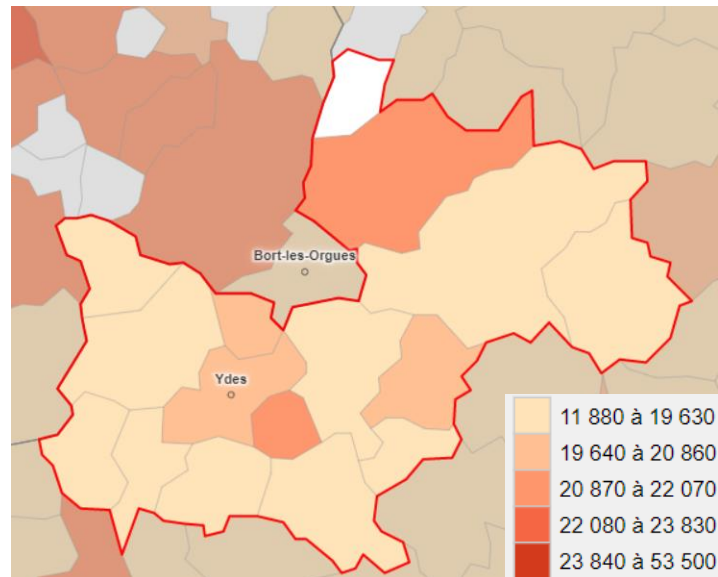 Bort-les-Orgues
Ydes
11 880 à 19 630
19 640 à 20 860
20 870 à 22 070
22 080 à 23 830
23 840 à 53 500